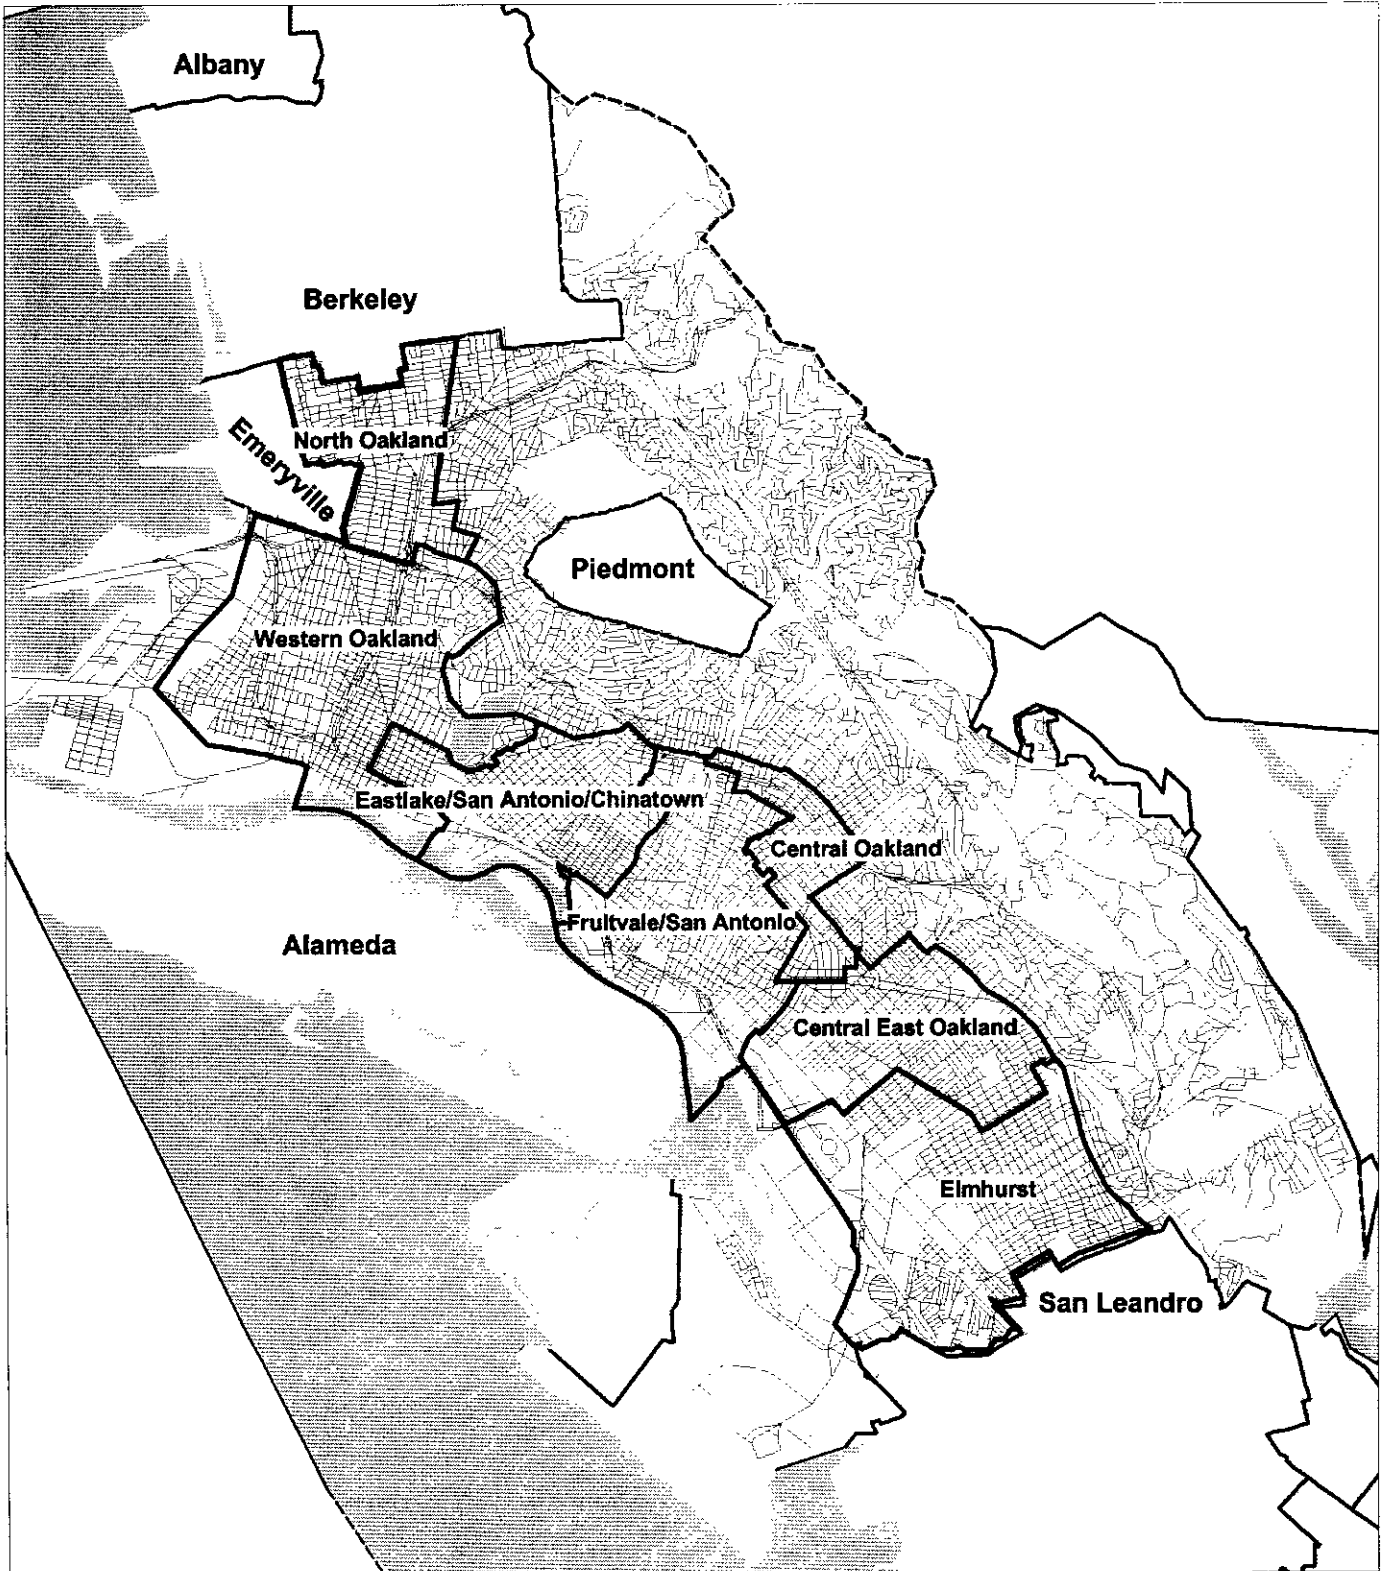 Albany
Berkeley
Emeryville
North Oakland
Piedmont
Western Oakland
Eastlake/San Antonio/Chinatown
Central Oakland
Fruitvale/San Antonio
Alameda
Central East Oakland
Elmhurst
San Leandro